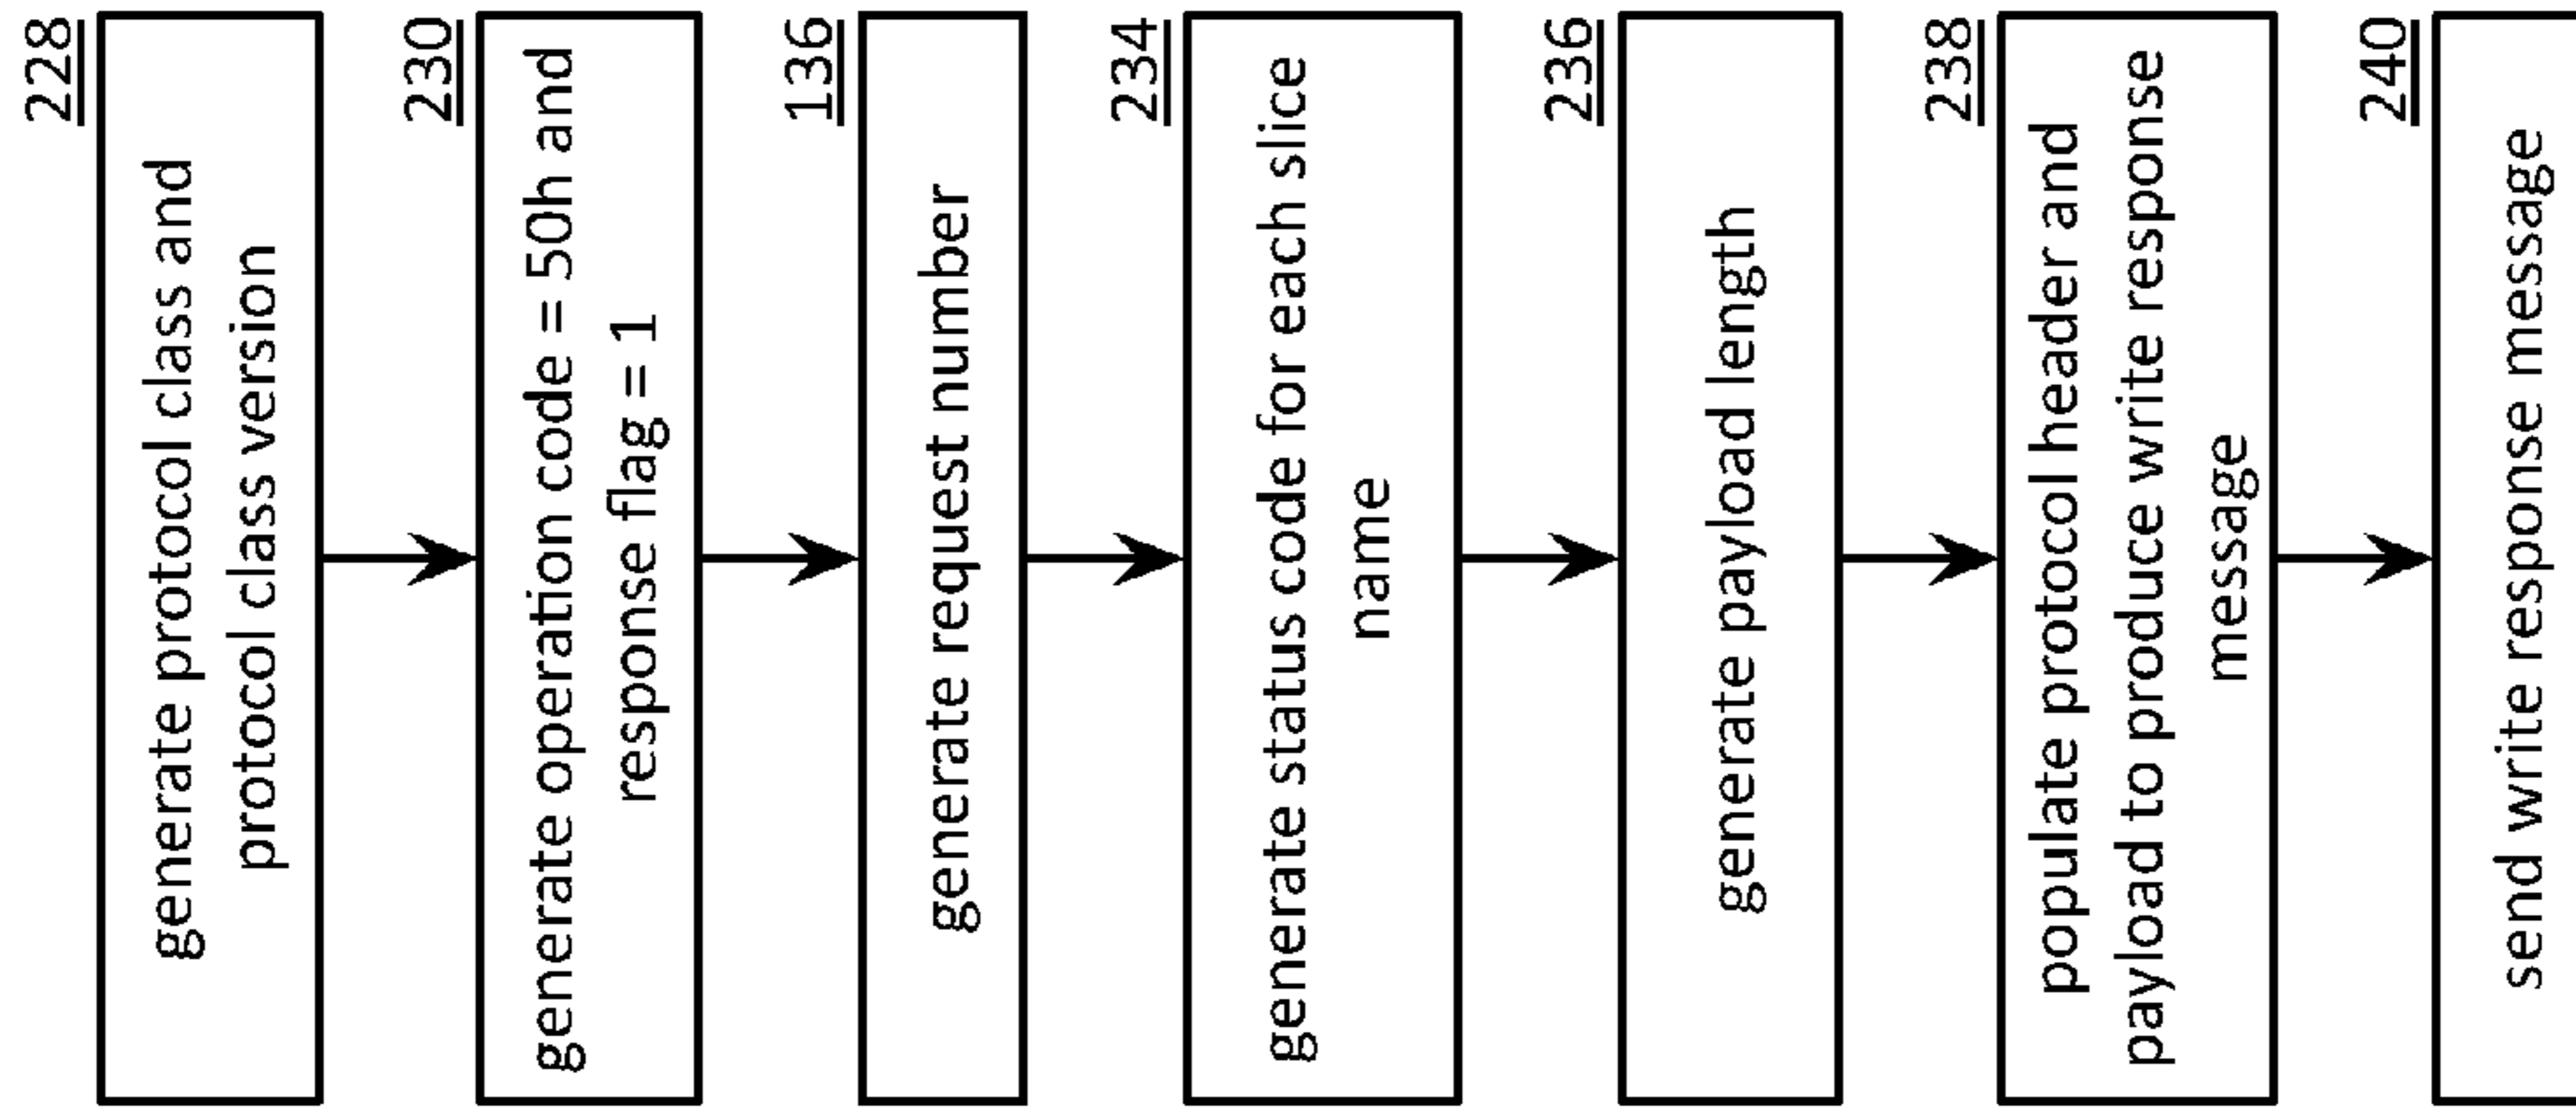 228
generate protocol class and
protocol class version
230
generate operation code = 50h and
response flag = 1
136
generate request number
234
generate status code for each slice
name
236
generate payload length
238
populate protocol header and
payload to produce write response
message
240
send write response message